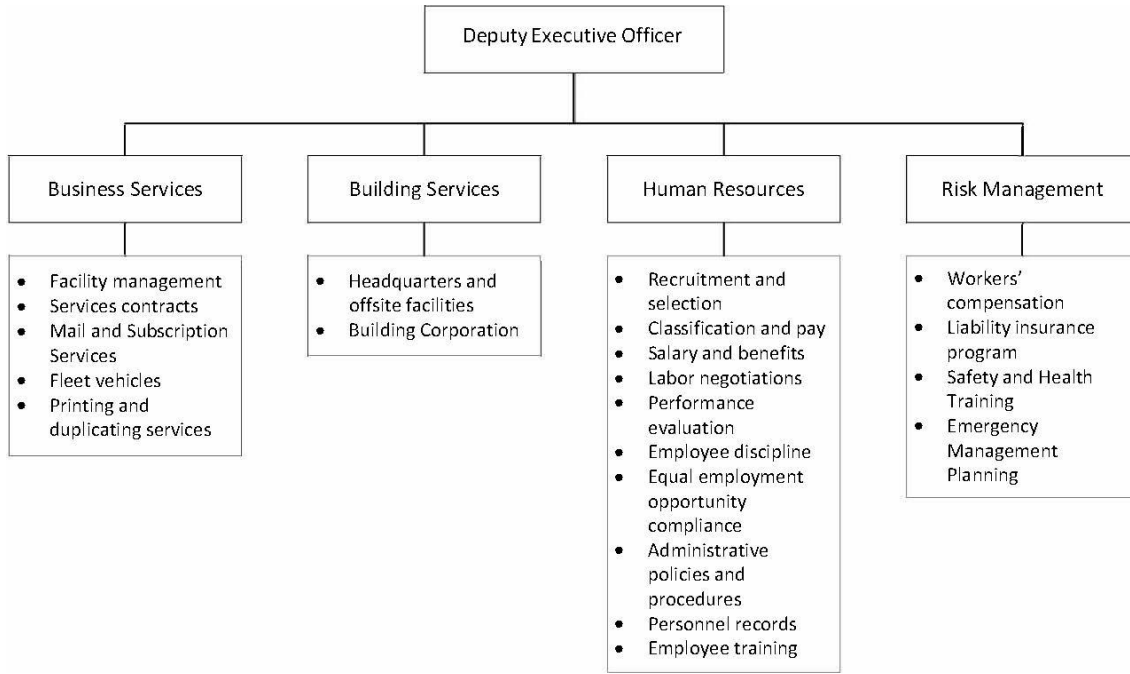 Deputy Executive Officer
Business Services
Building Services
Human Resources
Risk Management
• Facility management
• Services contracts
• Mail and Subscription
Services
• Fleet vehicles
• Printing and
duplicating services
• Headquarters and
offsite facilities
• Building Corporation
• Recruitment and
selection
• Classification and pay
• Salary and benefits
• Labor negotiations
• Performance
evaluation
• Employee discipline
• Equal employment
opportunity
compliance
• Administrative
policies and
procedures
• Personnel records
• Employee training
• Workers’
compensation
• Liability insurance
program
• Safety and Health
Training
• Emergency
Management
Planning